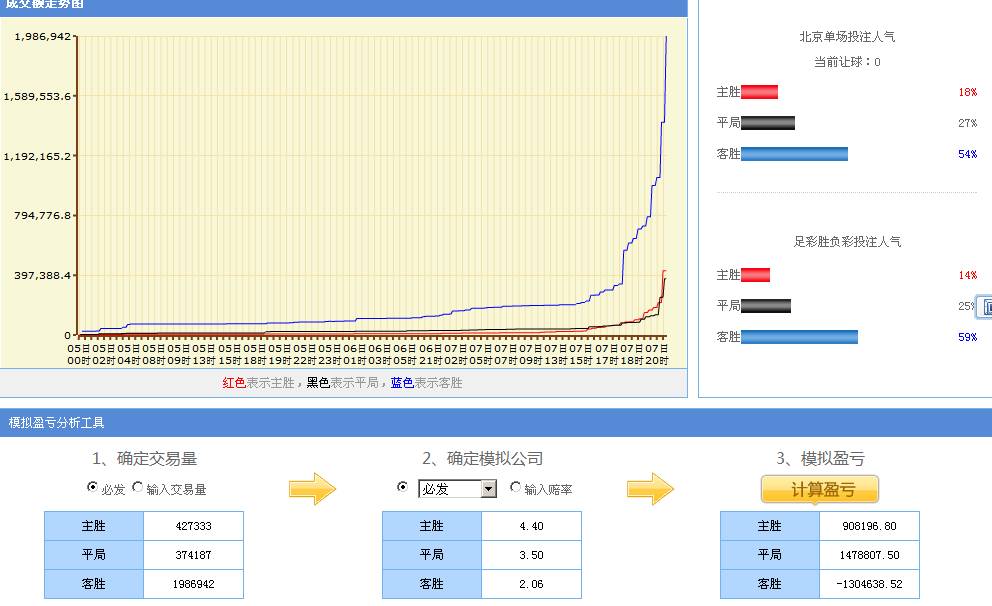 成交额走势图
1,986,942
1,589,553.6
1,192,165.2
794,776.8
397,388.4
0
05日05日05日05日05日05日05日05日05日05日05日06日06日06日06日07日07日07日07日07日07日07日07日07日
00时02时04时08时09时13时15时18时19时22时23时01时03时05时21时02时05时07时09时13时15时17时18时20时
红色表示主胜，黑色表示平局，蓝色表示客胜
北京单场投注人气
当前让球：0
主胜 18%
平局 27%
客胜 54%
足彩胜负彩投注人气
主胜 14%
平局 25%
客胜 59%
模拟盈亏分析工具
1、确定交易量
必发 输入交易量
主胜 427333
平局 374187
客胜 1986942
2、确定模拟公司
必发 输入赔率
主胜 4.40
平局 3.50
客胜 2.06
3、模拟盈亏
计算盈亏
主胜 908196.80
平局 1478807.50
客胜 -1304638.52